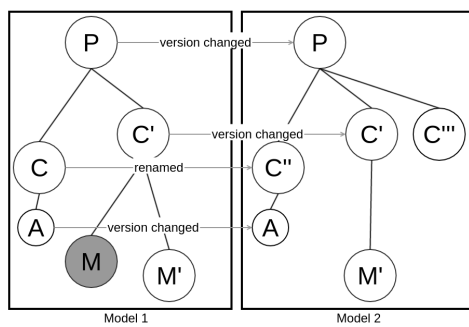 P
version changed
P
C'
version changed
C'
C'''
C
renamed
C''
A
version changed
A
M
M'
M'
Model 1
Model 2